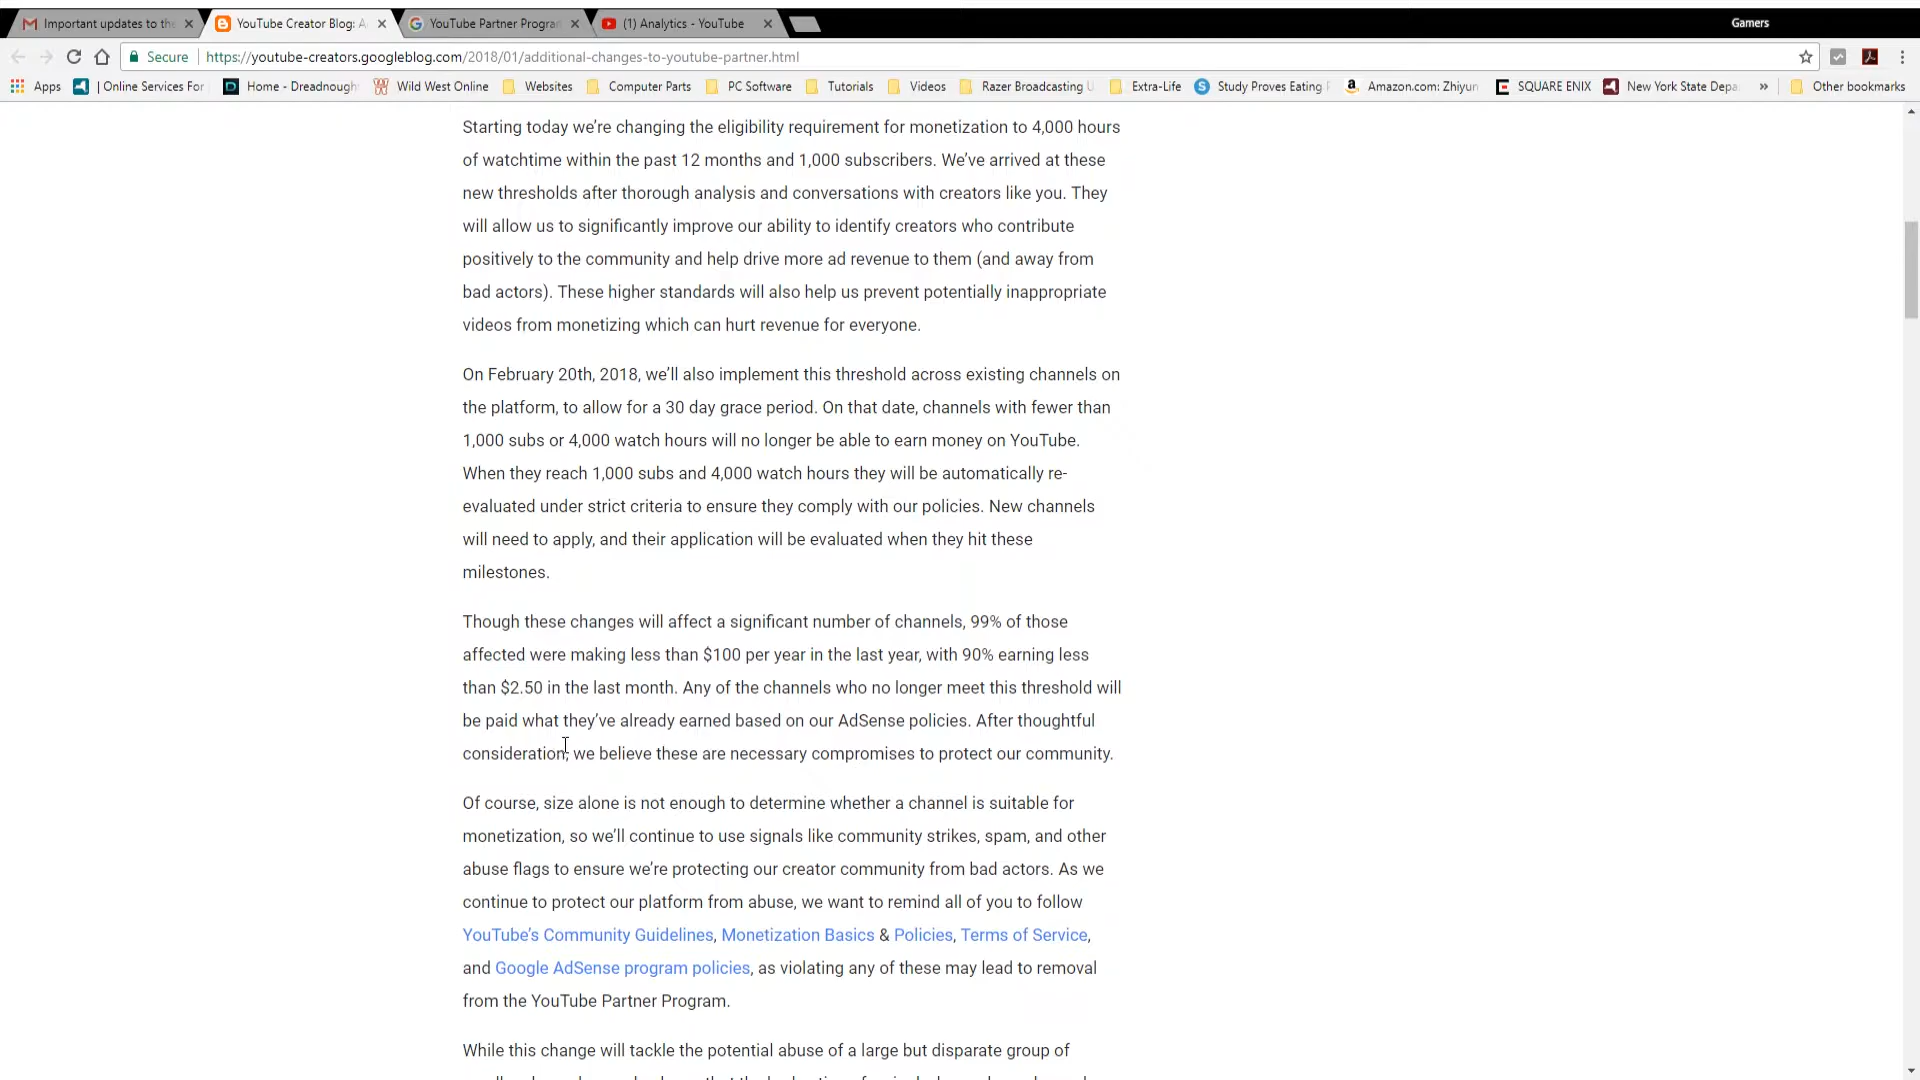 Important updates to the
YouTube Creator Blog: A
YouTube Partner Program
(1) Analytics - YouTube
Gamers
Secure
https://youtube-creators.googleblog.com/2018/01/additional-changes-to-youtube-partner.html
Apps
| Online Services For
Home - Dreadnough
Wild West Online
Websites
Computer Parts
PC Software
Tutorials
Videos
Razer Broadcasting
Extra-Life
Study Proves Eating
Amazon.com: Zhiyun
SQUARE ENIX
New York State Depa
»
Other bookmarks
Starting today we’re changing the eligibility requirement for monetization to 4,000 hours
of watchtime within the past 12 months and 1,000 subscribers. We’ve arrived at these
new thresholds after thorough analysis and conversations with creators like you. They
will allow us to significantly improve our ability to identify creators who contribute
positively to the community and help drive more ad revenue to them (and away from
bad actors). These higher standards will also help us prevent potentially inappropriate
videos from monetizing which can hurt revenue for everyone.
On February 20th, 2018, we’ll also implement this threshold across existing channels on
the platform, to allow for a 30 day grace period. On that date, channels with fewer than
1,000 subs or 4,000 watch hours will no longer be able to earn money on YouTube.
When they reach 1,000 subs and 4,000 watch hours they will be automatically re-
evaluated under strict criteria to ensure they comply with our policies. New channels
will need to apply, and their application will be evaluated when they hit these
milestones.
Though these changes will affect a significant number of channels, 99% of those
affected were making less than $100 per year in the last year, with 90% earning less
than $2.50 in the last month. Any of the channels who no longer meet this threshold will
be paid what they’ve already earned based on our AdSense policies. After thoughtful
consideration, we believe these are necessary compromises to protect our community.
Of course, size alone is not enough to determine whether a channel is suitable for
monetization, so we’ll continue to use signals like community strikes, spam, and other
abuse flags to ensure we’re protecting our creator community from bad actors. As we
continue to protect our platform from abuse, we want to remind all of you to follow
YouTube’s Community Guidelines, Monetization Basics & Policies, Terms of Service,
and Google AdSense program policies, as violating any of these may lead to removal
from the YouTube Partner Program.
While this change will tackle the potential abuse of a large but disparate group of